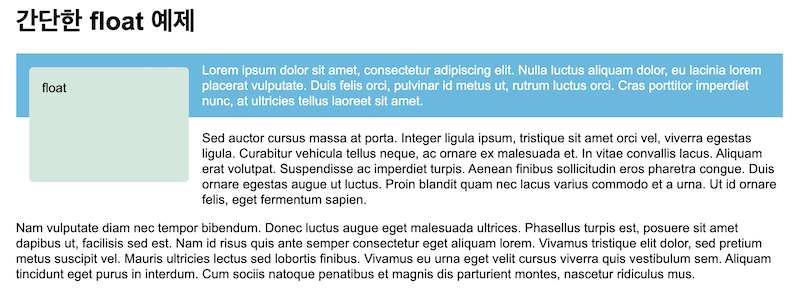 간단한 float 예제
float
Lorem ipsum dolor sit amet, consectetur adipiscing elit. Nulla luctus aliquam dolor, eu lacinia lorem
placerat vulputate. Duis felis orci, pulvinar id metus ut, rutrum luctus orci. Cras porttitor imperdiet
nunc, at ultricies tellus laoreet sit amet.
Sed auctor cursus massa at porta. Integer ligula ipsum, tristique sit amet orci vel, viverra egestas
ligula. Curabitur vehicula tellus neque, ac ornare ex malesuada et. In vitae convallis lacus. Aliquam
erat volutpat. Suspendisse ac imperdiet turpis. Aenean finibus sollicitudin eros pharetra congue. Duis
ornare egestas augue ut luctus. Proin blandit quam nec lacus varius commodo et a urna. Ut id ornare
felis, eget fermentum sapien.
Nam vulputate diam nec tempor bibendum. Donec luctus augue eget malesuada ultrices. Phasellus turpis est, posuere sit amet
dapibus ut, facilisis sed est. Nam id risus quis ante semper consectetur eget aliquam lorem. Vivamus tristique elit dolor, sed pretium
metus suscipit vel. Mauris ultricies lectus sed lobortis finibus. Vivamus eu urna eget velit cursus viverra quis vestibulum sem. Aliquam
tincidunt eget purus in interdum. Cum sociis natoque penatibus et magnis dis parturient montes, nascetur ridiculus mus.